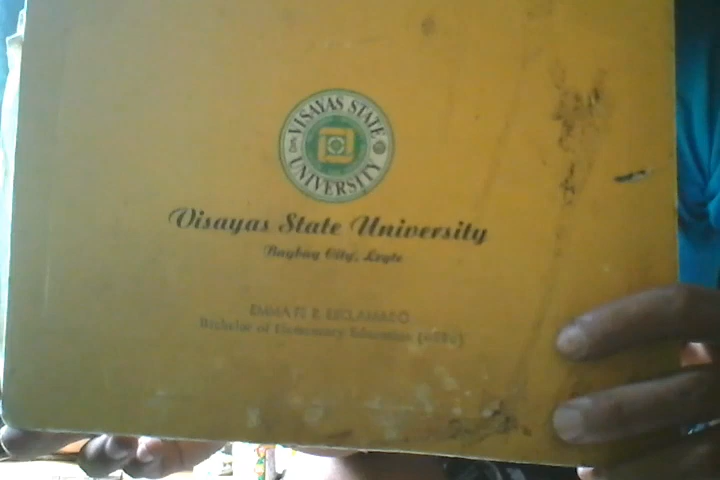 VISAYAS STATE
UNIVERSITY
Visayas State University
Baybay City, Leyte
Bachelor of Elementary Education